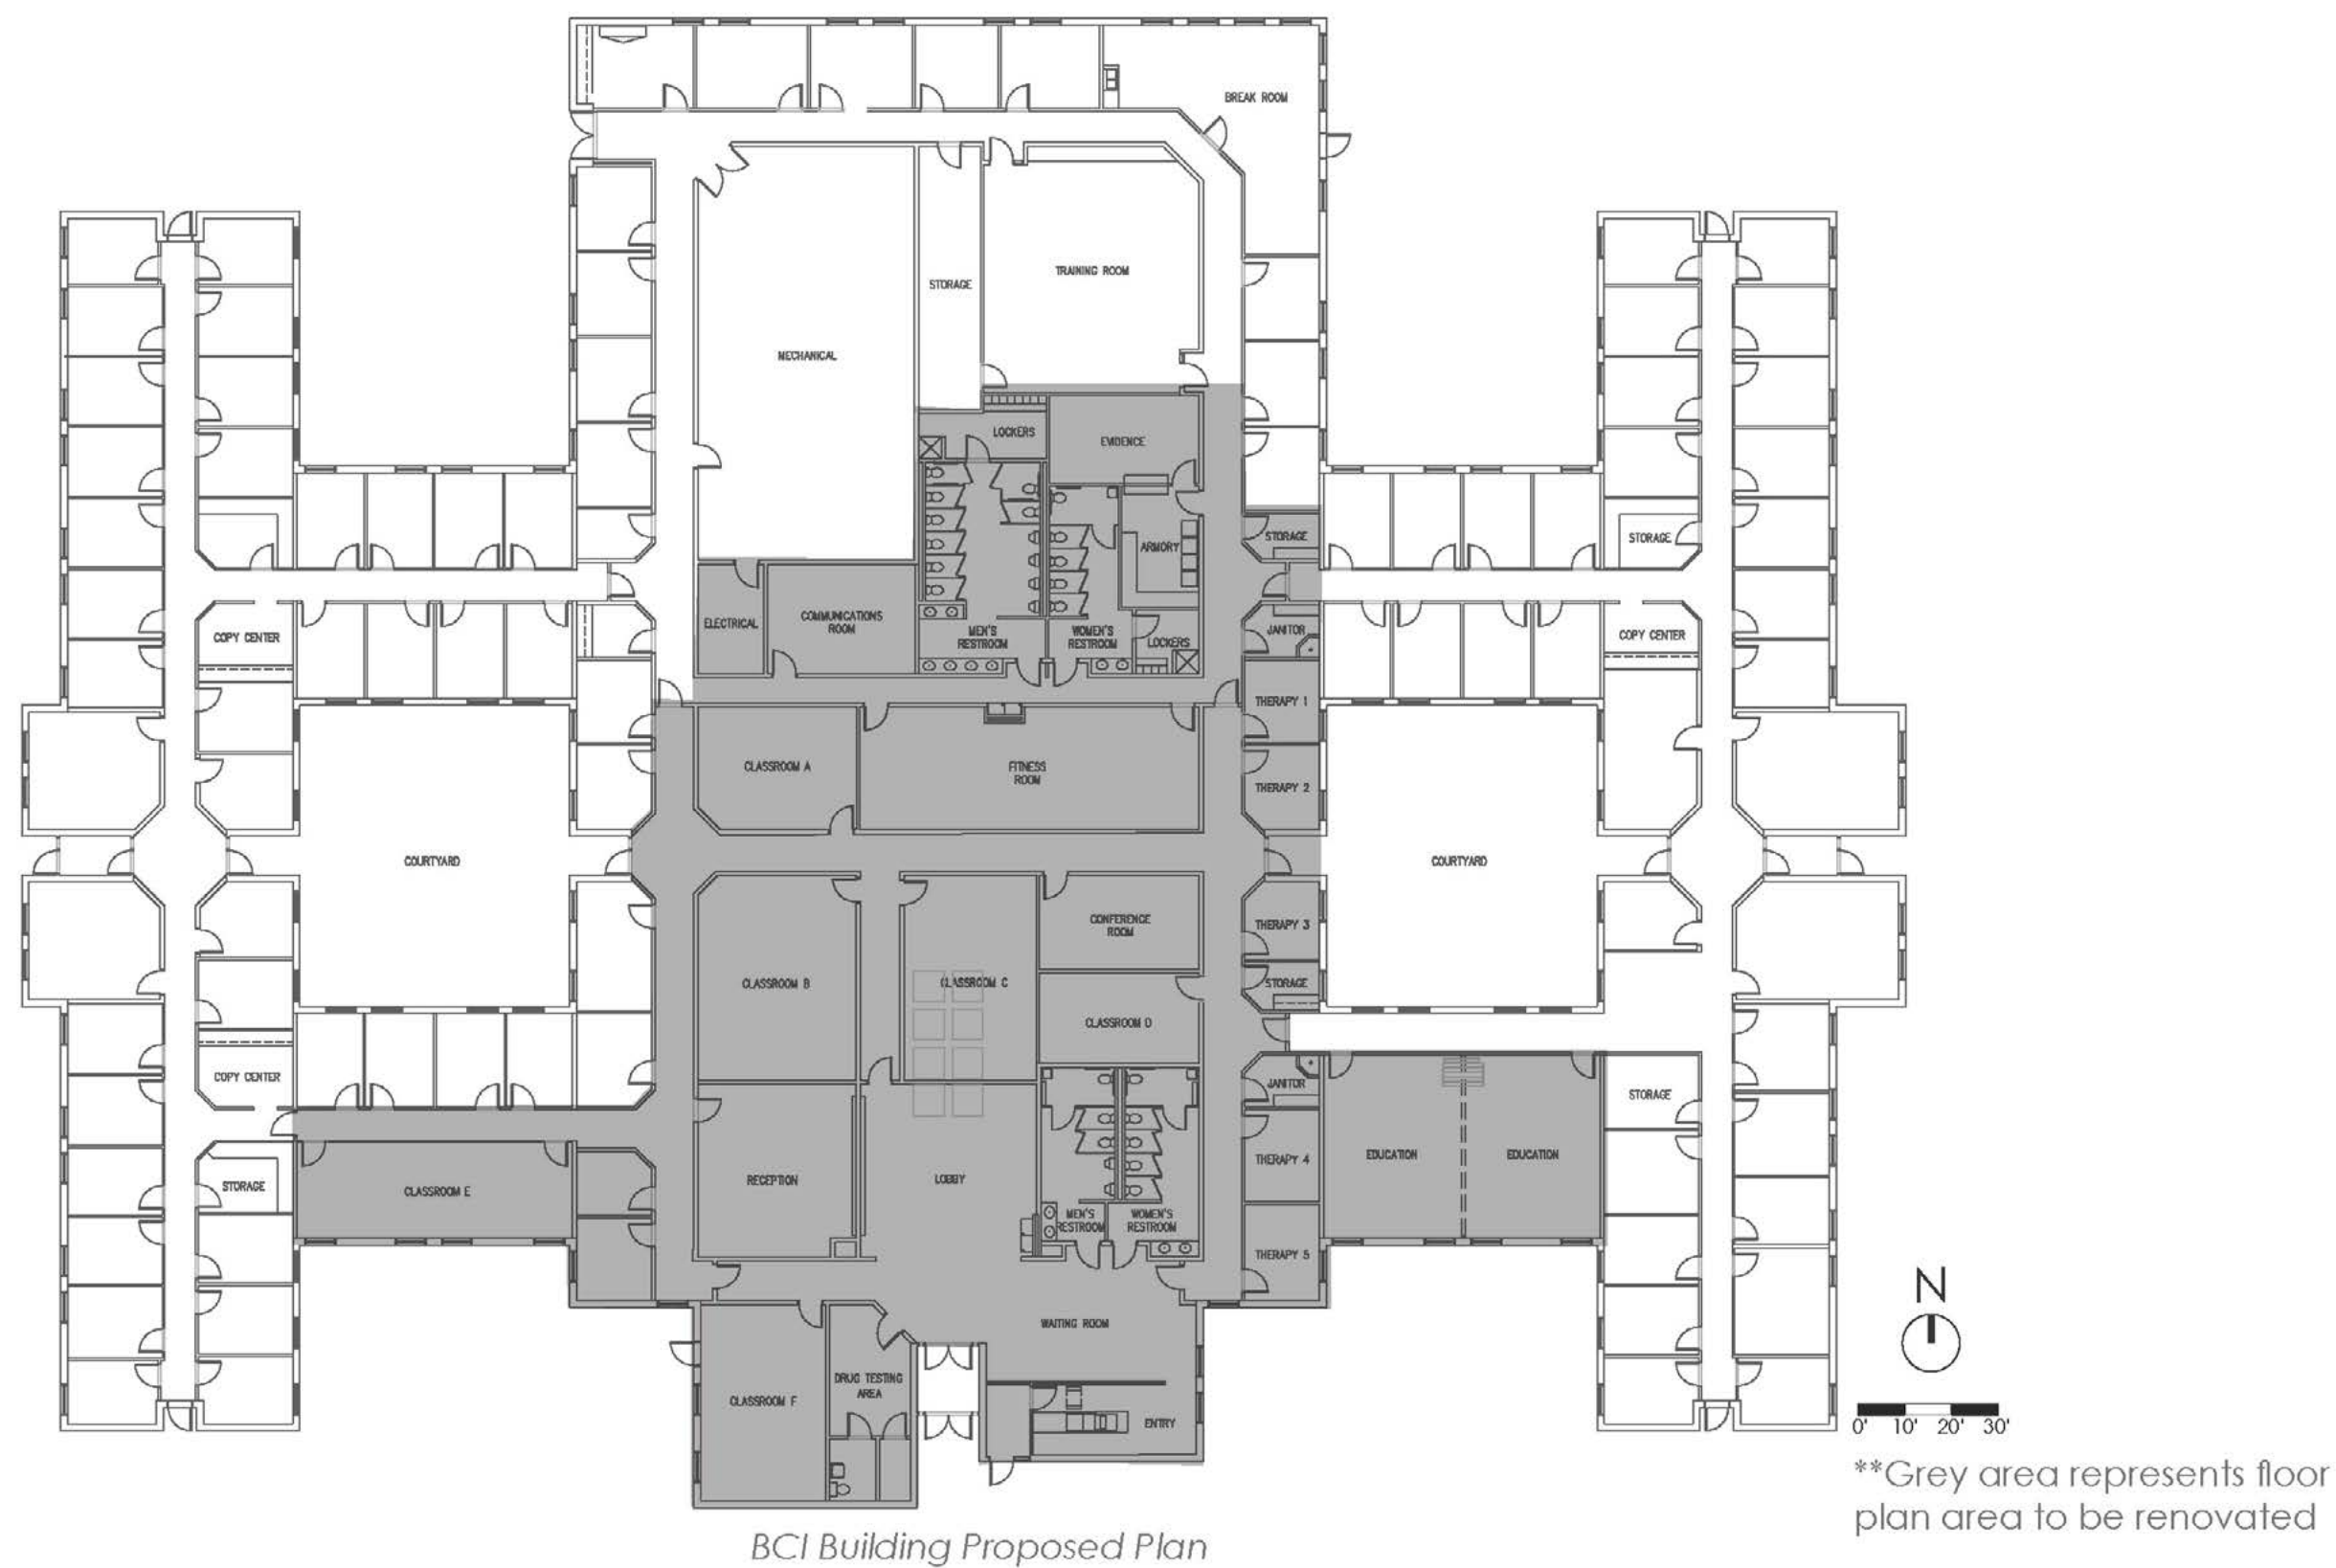 BREAK ROOM
TRAINING ROOM
STORAGE
MECHANICAL
LOCKERS
EVIDENCE
STORAGE
STORAGE
ARMORY
COMMUNICATIONS
ROOM
ELECTRICAL
MEN'S
RESTROOM
WOMEN'S
RESTROOM
LOCKERS
JANITOR
COPY CENTER
COPY CENTER
THERAPY 1
CLASSROOM A
FITNESS
ROOM
THERAPY 2
COURTYARD
COURTYARD
CONFERENCE
ROOM
THERAPY 3
CLASSROOM B
CLASSROOM C
STORAGE
CLASSROOM D
COPY CENTER
JANITOR
STORAGE
EDUCATION
EDUCATION
THERAPY 4
STORAGE
CLASSROOM E
RECEPTION
LOBBY
MEN'S
RESTROOM
WOMEN'S
RESTROOM
THERAPY 5
WAITING ROOM
DRUG TESTING
AREA
CLASSROOM F
ENTRY
N
0' 10' 20' 30'
**Grey area represents floor
plan area to be renovated
BCI Building Proposed Plan